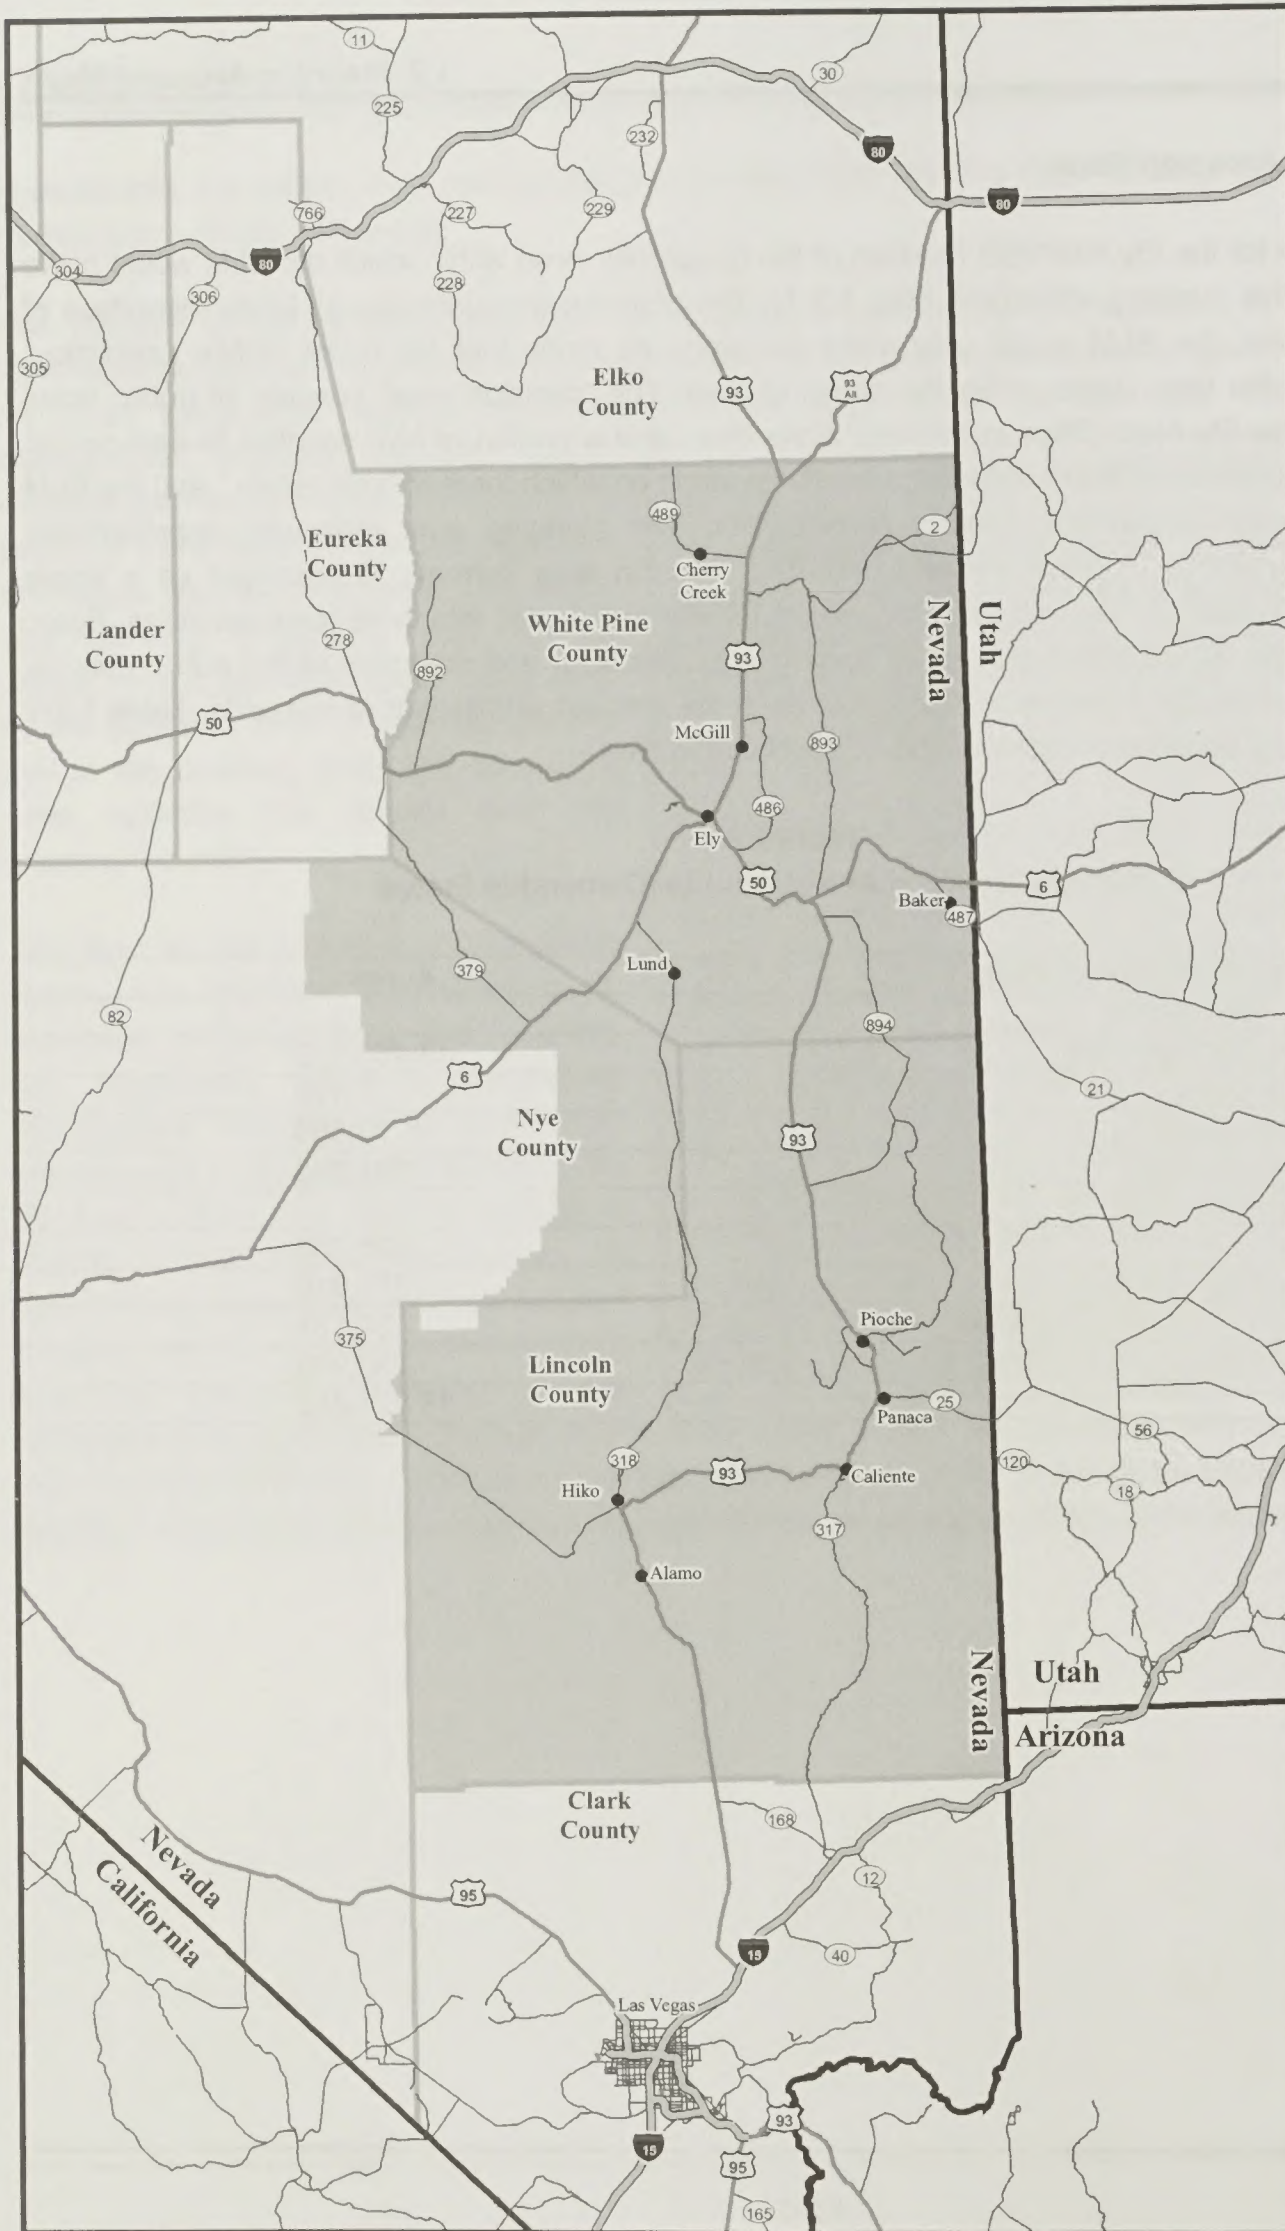 11
30
225
232
80
80
766
227
229
304
80
228
306
305
Elko
County
93
93
Alt
489
2
Cherry
Creek
Eureka
County
Nevada
Utah
Lander
County
White Pine
County
278
93
892
50
McGill
893
486
Ely
50
6
Baker
487
Lund
379
82
894
6
21
Nye
County
93
Pioche
375
Lincoln
County
25
Panaca
56
318
93
120
Caliente
18
Hiko
317
Alamo
Nevada
Utah
Arizona
Clark
County
168
Nevada
California
12
95
15
40
Las Vegas
93
15
95
165